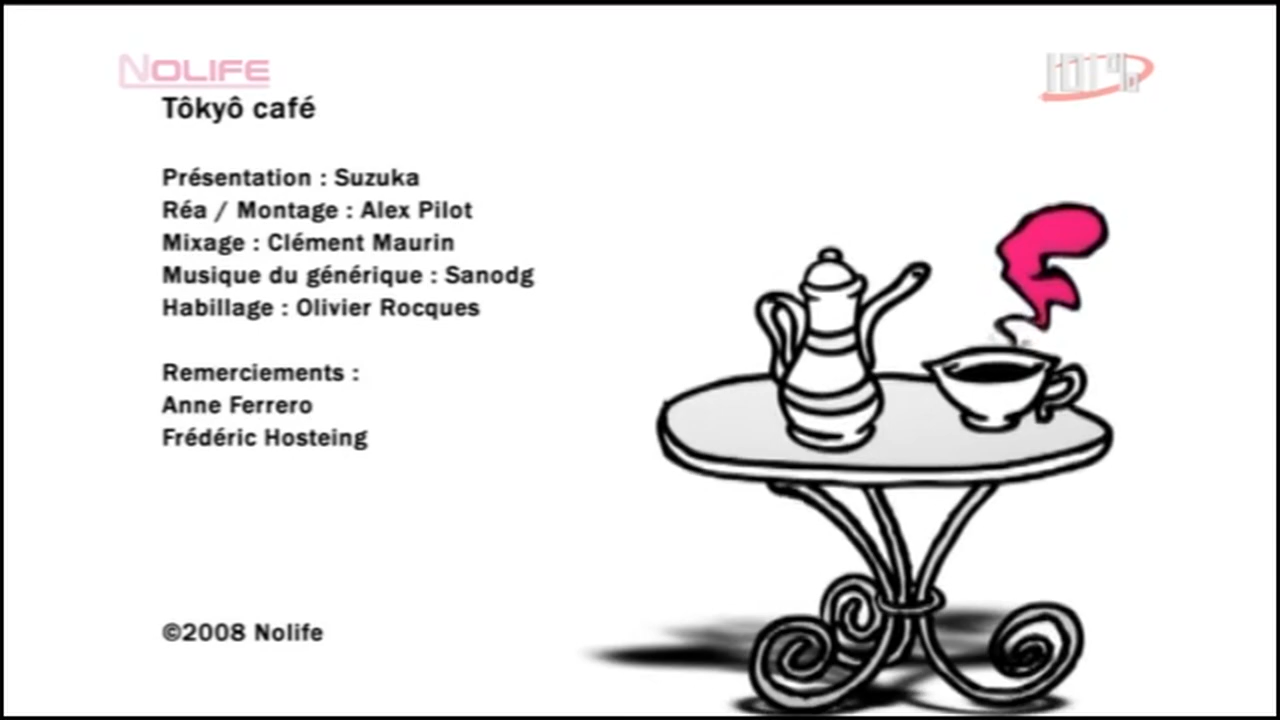 NOLIFE
101%
Tôkyô café
Présentation : Suzuka
Réa / Montage : Alex Pilot
Mixage : Clément Maurin
Musique du générique : Sanodg
Habillage : Olivier Rocques
Remerciements :
Anne Ferrero
Frédéric Hosteing
©2008 Nolife